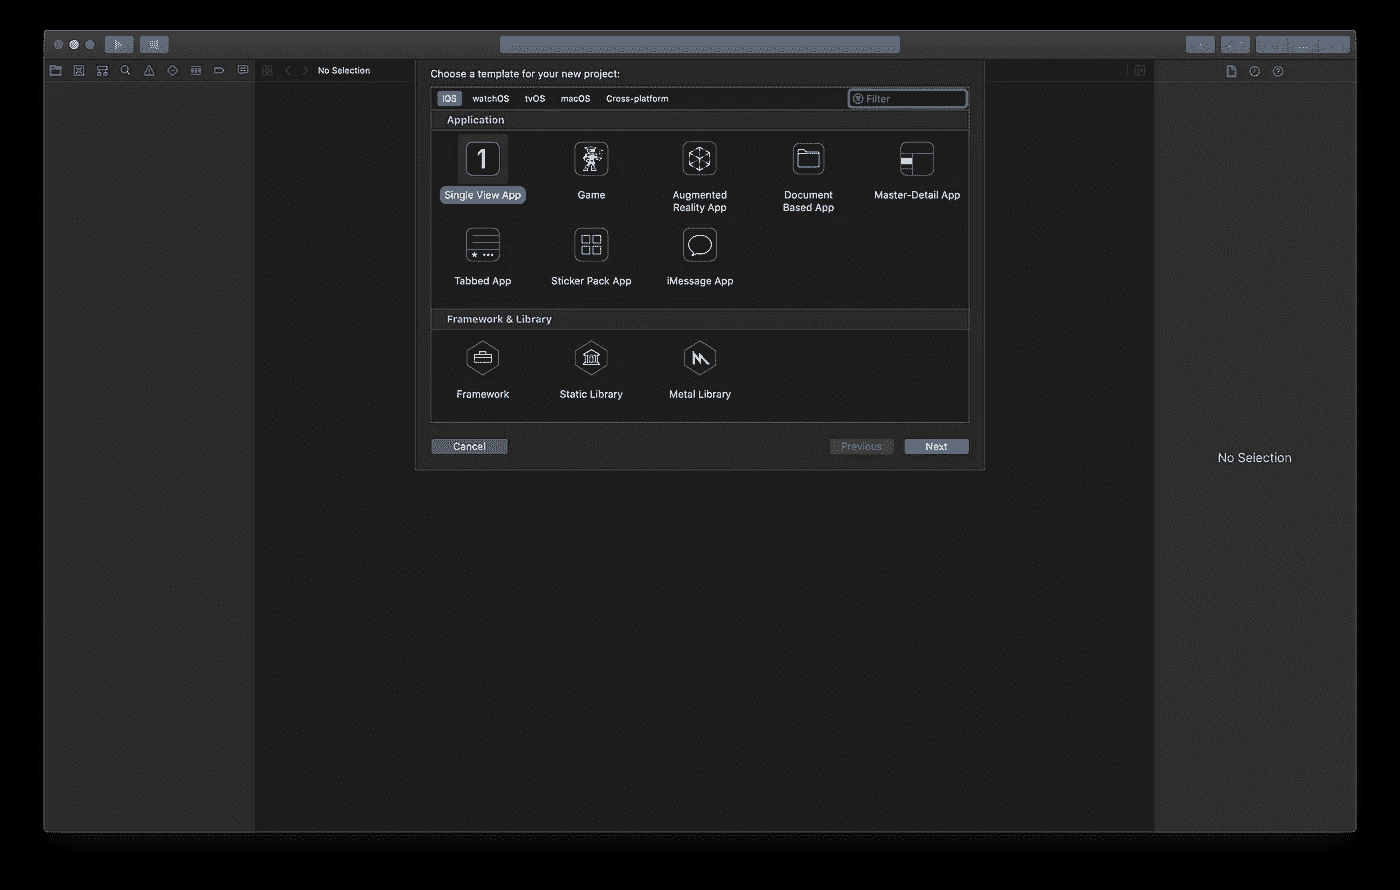 No Selection
Choose a template for your new project:
iOS watchOS tvOS macOS Cross-platform
Filter
Application
1
Single View App
Game
Augmented
Reality App
Document
Based App
Master-Detail App
Tabbed App
Sticker Pack App
iMessage App
Framework & Library
Framework
Static Library
Metal Library
Cancel
Previous
Next
No Selection